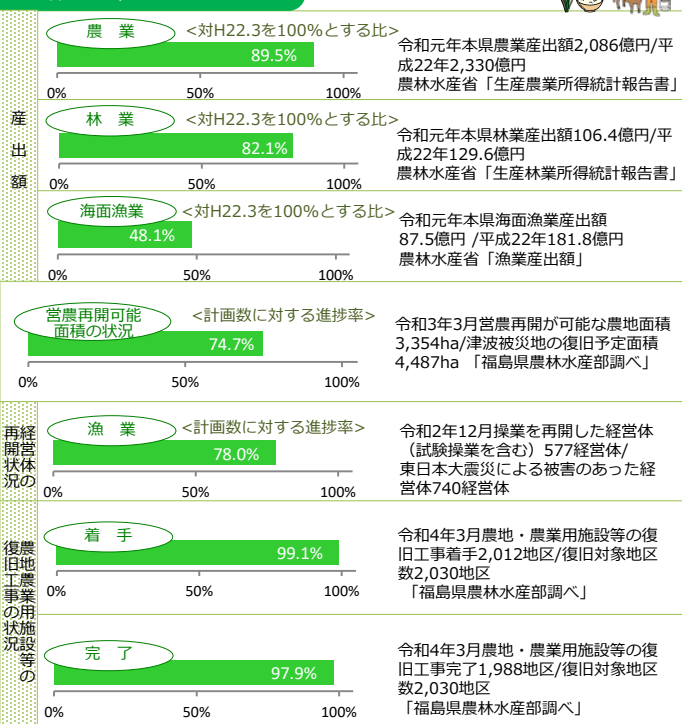 産出額
農　業
<対H22.3を100%とする比>
89.5%
0%
50%
100%
令和元年本県農業産出額2,086億円/平
成22年2,330億円
農林水産省「生産農業所得統計報告書」
林　業
<対H22.3を100%とする比>
82.1%
0%
50%
100%
令和元年本県林業産出額106.4億円/平
成22年129.6億円
農林水産省「生産林業所得統計報告書」
海面漁業
<対H22.3を100%とする比>
48.1%
0%
50%
100%
令和元年本県海面漁業産出額
87.5億円 /平成22年181.8億円
農林水産省「漁業産出額」
営農再開可能
面積の状況
<計画数に対する進捗率>
74.7%
0%
50%
100%
令和3年3月営農再開が可能な農地面積
3,354ha/津波被災地の復旧予定面積
4,487ha 「福島県農林水産部調べ」
経営体の
再開状況
漁　業
<計画数に対する進捗率>
78.0%
0%
50%
100%
令和2年12月操業を再開した経営体
（試験操業を含む）577経営体/
東日本大震災による被害のあった経
営体740経営体
農地農業用施設等の
復旧工事の状況
着　手
99.1%
0%
50%
100%
令和4年3月農地・農業用施設等の復
旧工事着手2,012地区/復旧対象地区
数2,030地区
「福島県農林水産部調べ」
完　了
97.9%
0%
50%
100%
令和4年3月農地・農業用施設等の復
旧工事完了1,988地区/復旧対象地区
数2,030地区
「福島県農林水産部調べ」